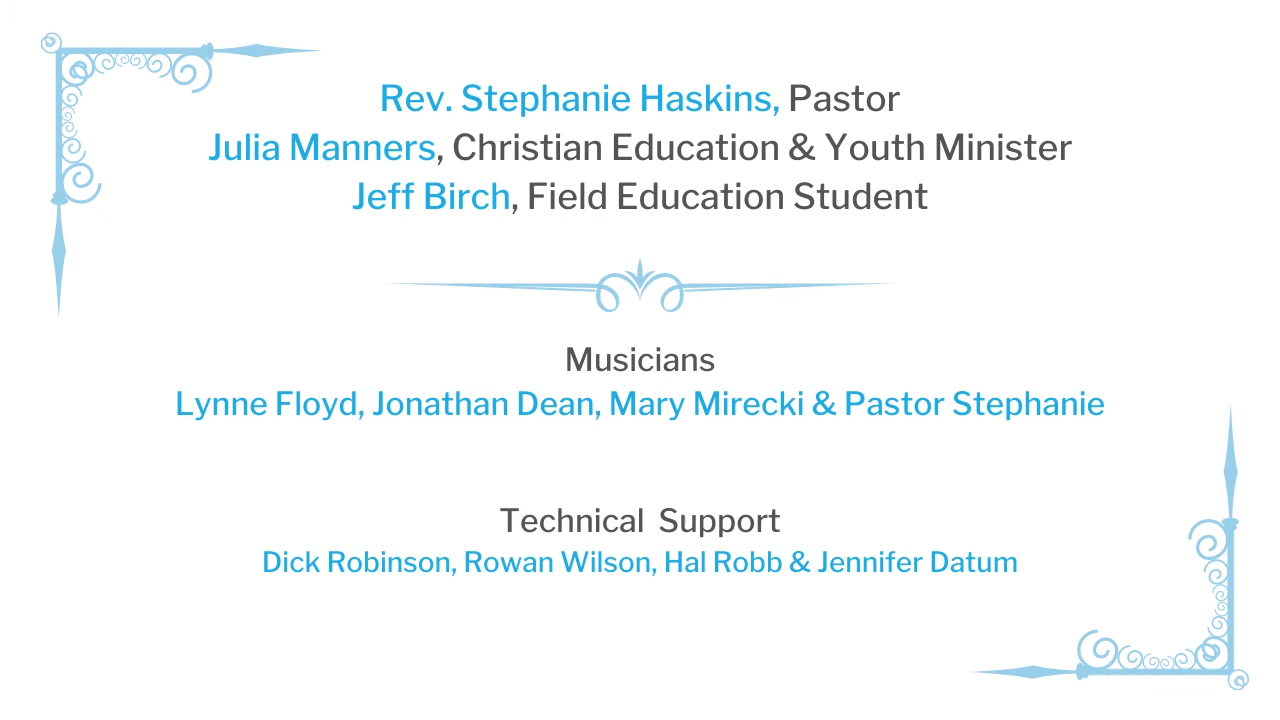 Rev. Stephanie Haskins, Pastor
Julia Manners, Christian Education & Youth Minister
Jeff Birch, Field Education Student
Musicians
Lynne Floyd, Jonathan Dean, Mary Mirecki & Pastor Stephanie
Technical  Support
Dick Robinson, Rowan Wilson, Hal Robb & Jennifer Datum